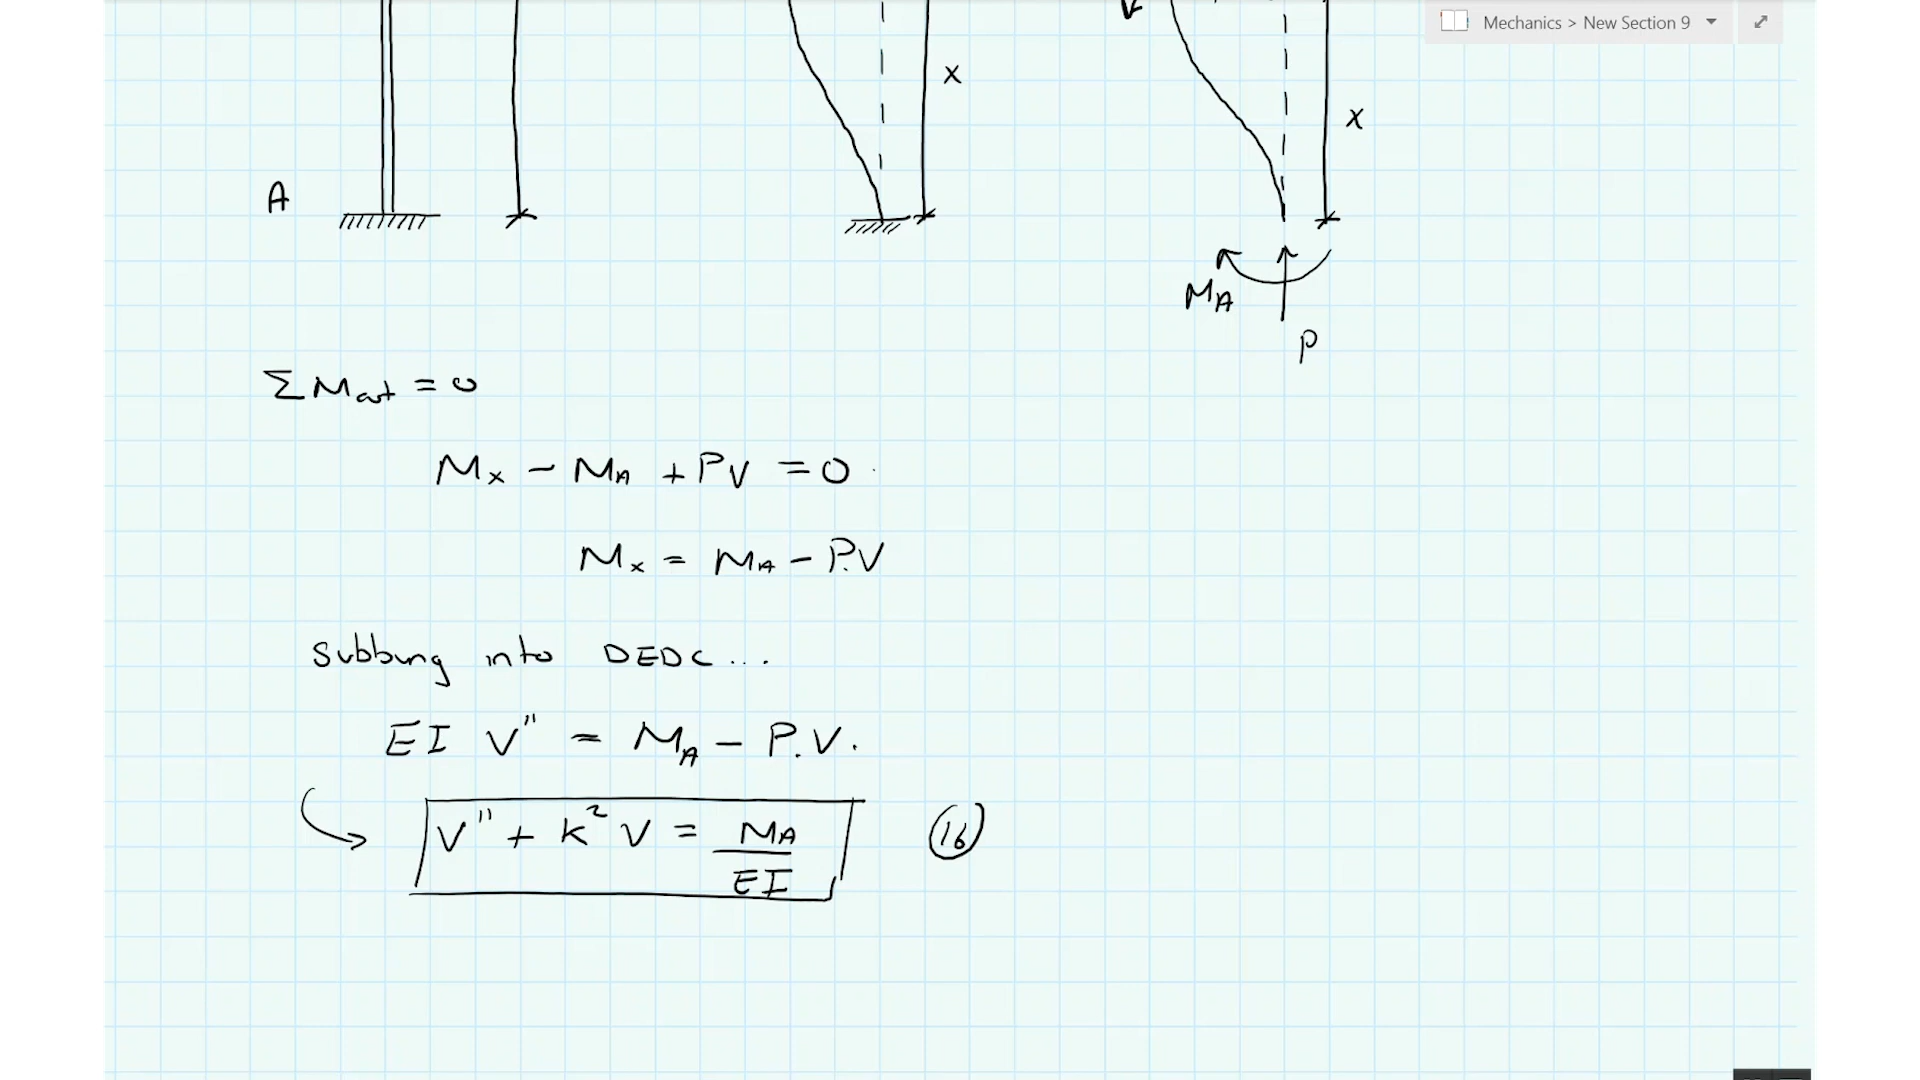 V
Mechanics > New Section 9
x
x
A
MA
P
ΣMcut = 0
Mx - MA + PV = 0
Mx = MA - P.V
Subbing into DEDC...
EI V" = MA - P.V.
V" + k² V = MA / EI (16)